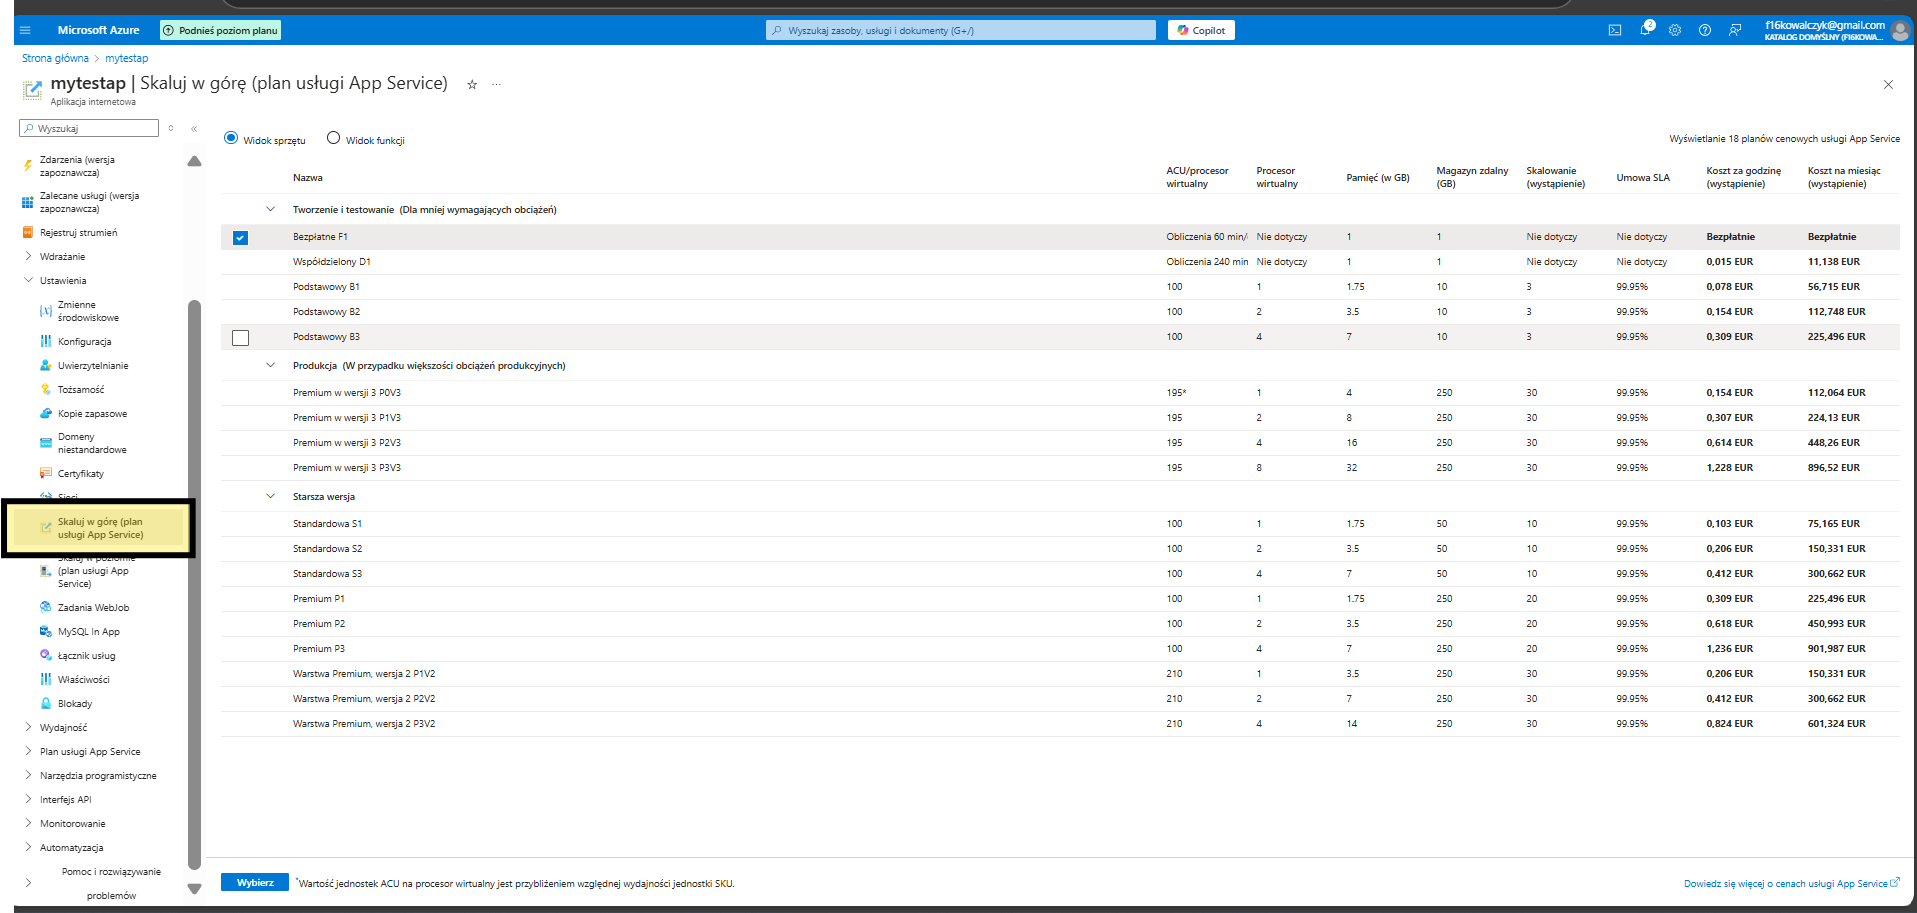 Microsoft Azure
Podnieś poziom planu
Wyszukaj zasoby, usługi i dokumenty (G+/)
Copilot
2
f16kowalczyk@gmail.com
KATALOG DOMYŚLNY (F16KOWA...
Strona główna > mytestap
mytestap | Skaluj w górę (plan usługi App Service)
Aplikacja internetowa
Wyszukaj
Zdarzenia (wersja
zapoznawcza)
Zalecane usługi (wersja
zapoznawcza)
Rejestruj strumień
Wdrażanie
Ustawienia
Zmienne
środowiskowe
Konfiguracja
Uwierzytelnianie
Tożsamość
Kopie zapasowe
Domeny
niestandardowe
Certyfikaty
Sieci
Skaluj w górę (plan
usługi App Service)
Skaluj w poziomie
(plan usługi App
Service)
Zadania WebJob
MySQL In App
Łącznik usług
Właściwości
Blokady
Wydajność
Plan usługi App Service
Narzędzia programistyczne
Interfejs API
Monitorowanie
Automatyzacja
Pomoc i rozwiązywanie
problemów
Widok sprzętu Widok funkcji
Wyświetlanie 18 planów cenowych usługi App Service
Nazwa ACU/procesor wirtualny Procesor wirtualny Pamięć (w GB) Magazyn zdalny (GB) Skalowanie (wystąpienie) Umowa SLA Koszt za godzinę (wystąpienie) Koszt na miesiąc (wystąpienie)
Tworzenie i testowanie (Dla mniej wymagających obciążeń)
Bezpłatne F1 Obliczenia 60 min/ Nie dotyczy 1 1 Nie dotyczy Nie dotyczy Bezpłatnie Bezpłatnie
Współdzielony D1 Obliczenia 240 min Nie dotyczy 1 1 Nie dotyczy Nie dotyczy 0,015 EUR 11,138 EUR
Podstawowy B1 100 1 1.75 10 3 99.95% 0,078 EUR 56,715 EUR
Podstawowy B2 100 2 3.5 10 3 99.95% 0,154 EUR 112,748 EUR
Podstawowy B3 100 4 7 10 3 99.95% 0,309 EUR 225,496 EUR
Produkcja (W przypadku większości obciążeń produkcyjnych)
Premium w wersji 3 P0V3 195* 1 4 250 30 99.95% 0,154 EUR 112,064 EUR
Premium w wersji 3 P1V3 195 2 8 250 30 99.95% 0,307 EUR 224,13 EUR
Premium w wersji 3 P2V3 195 4 16 250 30 99.95% 0,614 EUR 448,26 EUR
Premium w wersji 3 P3V3 195 8 32 250 30 99.95% 1,228 EUR 896,52 EUR
Starsza wersja
Standardowa S1 100 1 1.75 50 10 99.95% 0,103 EUR 75,165 EUR
Standardowa S2 100 2 3.5 50 10 99.95% 0,206 EUR 150,331 EUR
Standardowa S3 100 4 7 50 10 99.95% 0,412 EUR 300,662 EUR
Premium P1 100 1 1.75 250 20 99.95% 0,309 EUR 225,496 EUR
Premium P2 100 2 3.5 250 20 99.95% 0,618 EUR 450,993 EUR
Premium P3 100 4 7 250 20 99.95% 1,236 EUR 901,987 EUR
Warstwa Premium, wersja 2 P1V2 210 1 3.5 250 30 99.95% 0,206 EUR 150,331 EUR
Warstwa Premium, wersja 2 P2V2 210 2 7 250 30 99.95% 0,412 EUR 300,662 EUR
Warstwa Premium, wersja 2 P3V2 210 4 14 250 30 99.95% 0,824 EUR 601,324 EUR
Wybierz
*Wartość jednostek ACU na procesor wirtualny jest przybliżeniem względnej wydajności jednostki SKU.
Dowiedz się więcej o cenach usługi App Service